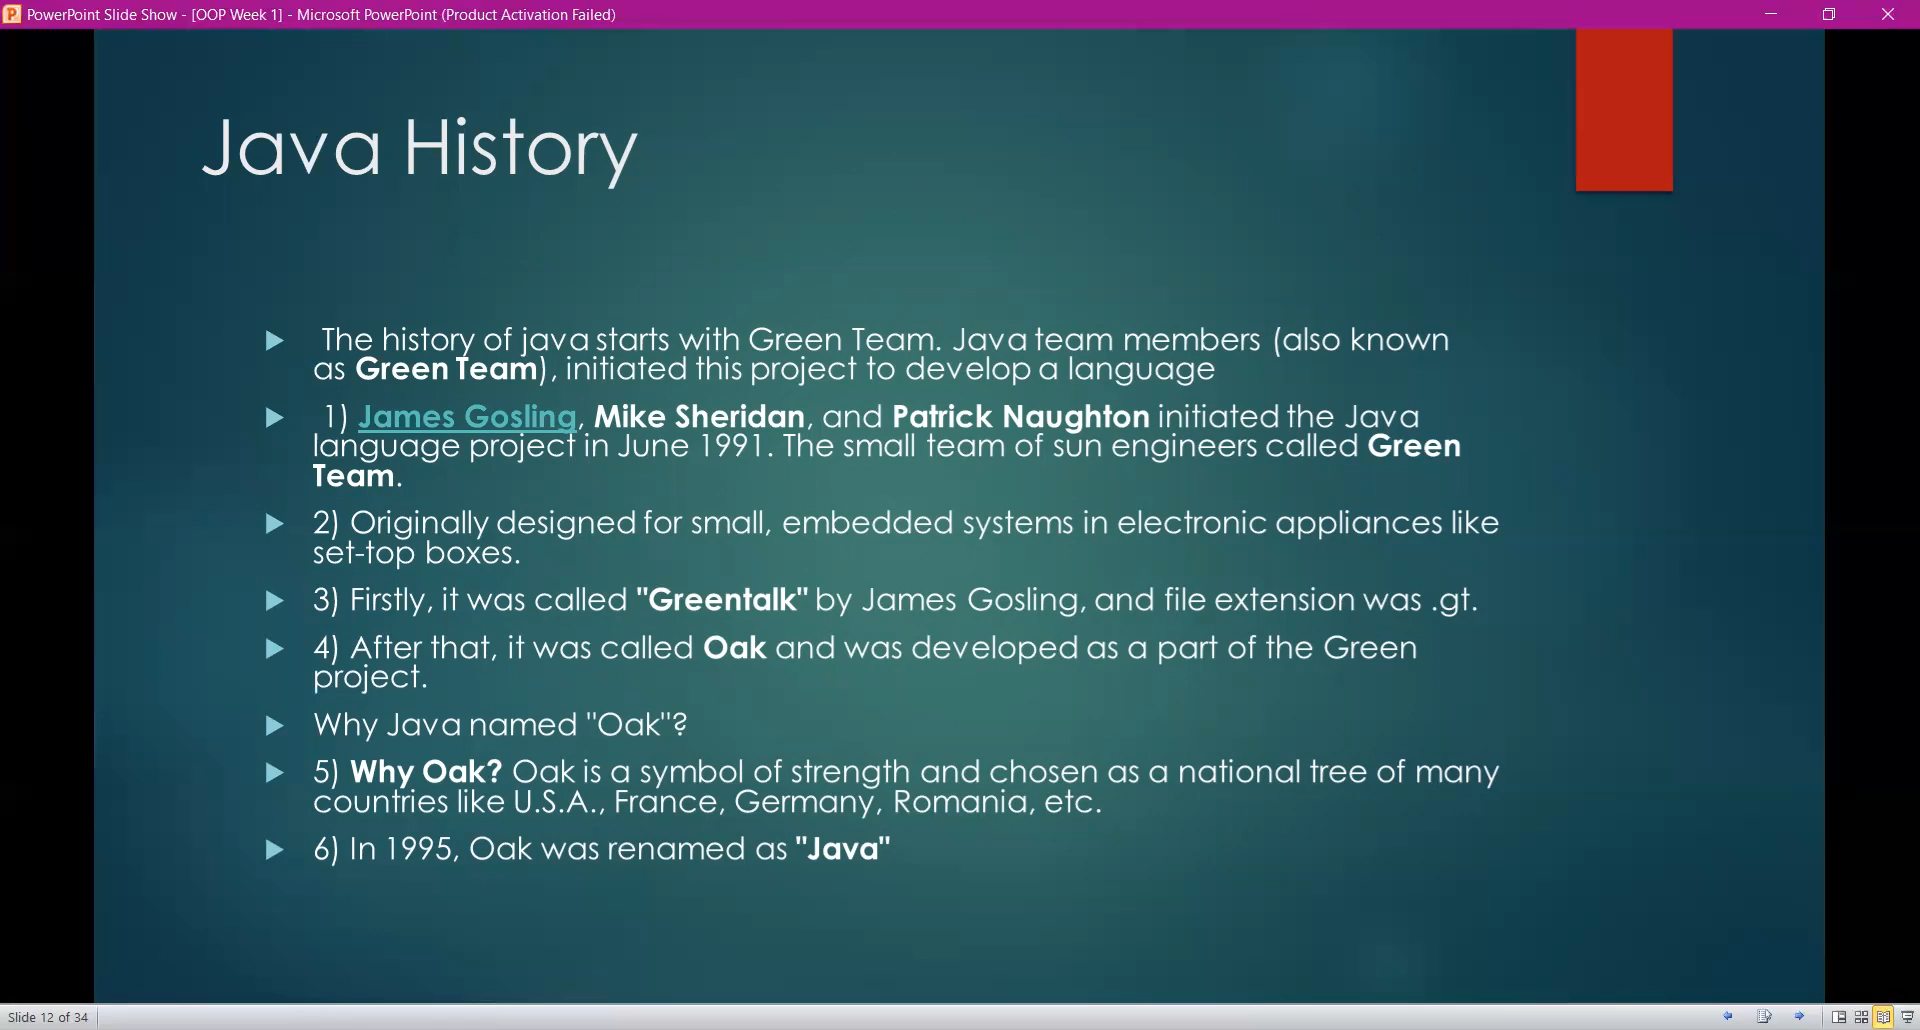 PowerPoint Slide Show - [OOP Week 1] - Microsoft PowerPoint (Product Activation Failed)
Java History
The history of java starts with Green Team. Java team members (also known
as Green Team), initiated this project to develop a language
1) James Gosling, Mike Sheridan, and Patrick Naughton initiated the Java
language project in June 1991. The small team of sun engineers called Green
Team.
2) Originally designed for small, embedded systems in electronic appliances like
set-top boxes.
3) Firstly, it was called "Greentalk" by James Gosling, and file extension was .gt.
4) After that, it was called Oak and was developed as a part of the Green
project.
Why Java named "Oak"?
5) Why Oak? Oak is a symbol of strength and chosen as a national tree of many
countries like U.S.A., France, Germany, Romania, etc.
6) In 1995, Oak was renamed as "Java"
Slide 12 of 34